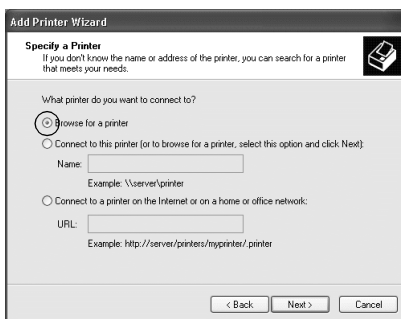 Add Printer Wizard
Specify a Printer
If you don't know the name or address of the printer, you can search for a printer
that meets your needs.
What printer do you want to connect to?
Browse for a printer
Connect to this printer (or to browse for a printer, select this option and click Next):
Name:
Example: \\server\printer
Connect to a printer on the Internet or on a home or office network:
URL:
Example: http://server/printers/myprinter/.printer
< Back
Next >
Cancel